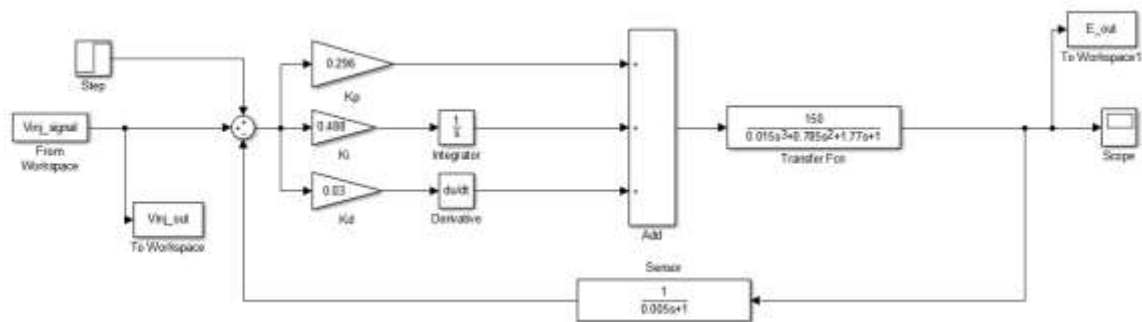 E_out
To Workspace1
Step
0.296
Kp
Vinj_signal
From
Workspace
0.488
Ki
1
s
Integrator
150
0.015s3+0.785s2+1.77s+1
Transfer Fcn
Scope
0.03
Kd
du/dt
Derivative
Vinj_out
To Workspace
Add
Sensor
1
0.005s+1